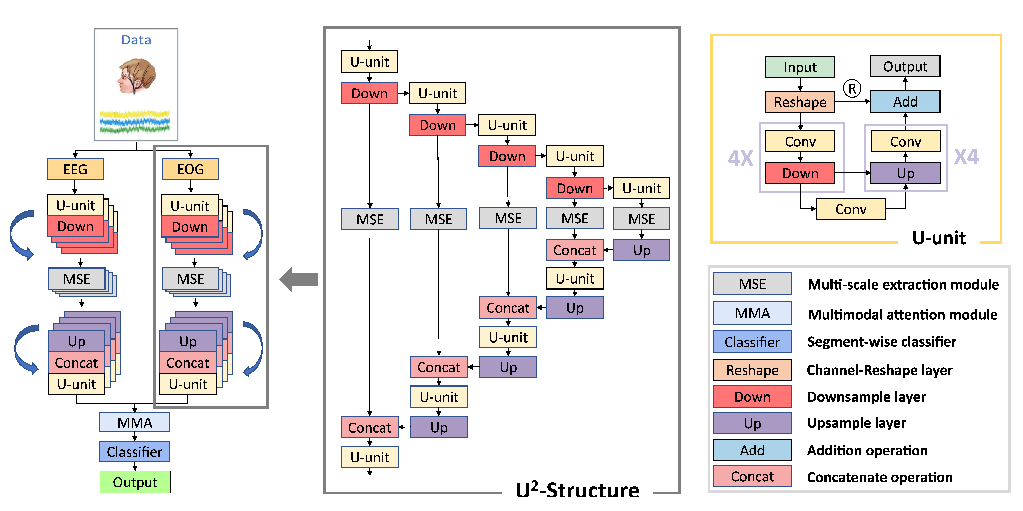 Data
EEG
EOG
U-unit
Down
U-unit
Down
MSE
MSE
Up
Concat
U-unit
Up
Concat
U-unit
MMA
Classifier
Output
U-unit
Down
U-unit
Down
U-unit
Down
U-unit
Down
U-unit
MSE
MSE
MSE
MSE
MSE
Concat
Up
U-unit
Concat
Up
U-unit
Concat
Up
U-unit
Concat
Up
U-unit
U²-Structure
Input
Output
Reshape
R
Add
4X
Conv
Conv
X4
Down
Up
Conv
U-unit
MSE Multi-scale extraction module
MMA Multimodal attention module
Classifier Segment-wise classifier
Reshape Channel-Reshape layer
Down Downsample layer
Up Upsample layer
Add Addition operation
Concat Concatenate operation